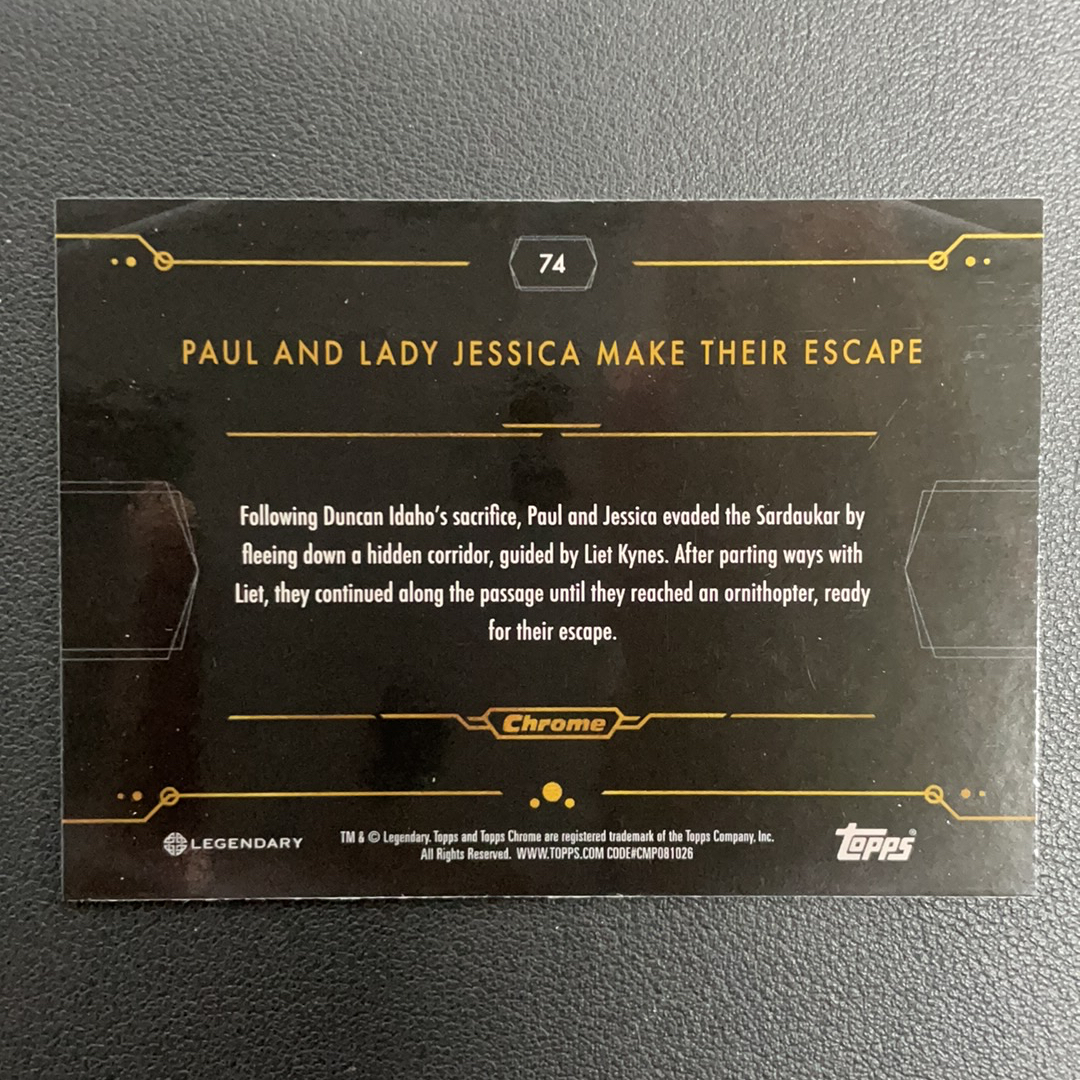 74
PAUL AND LADY JESSICA MAKE THEIR ESCAPE
Following Duncan Idaho's sacrifice, Paul and Jessica evaded the Sardaukar by
fleeing down a hidden corridor, guided by Liet Kynes. After parting ways with
Liet, they continued along the passage until they reached an ornithopter, ready
for their escape.
Chrome
LEGENDARY
TM & © Legendary. Topps and Topps Chrome are registered trademark of the Topps Company, Inc.
All Rights Reserved. WWW.TOPPS.COM CODE#CMP081026
topps®